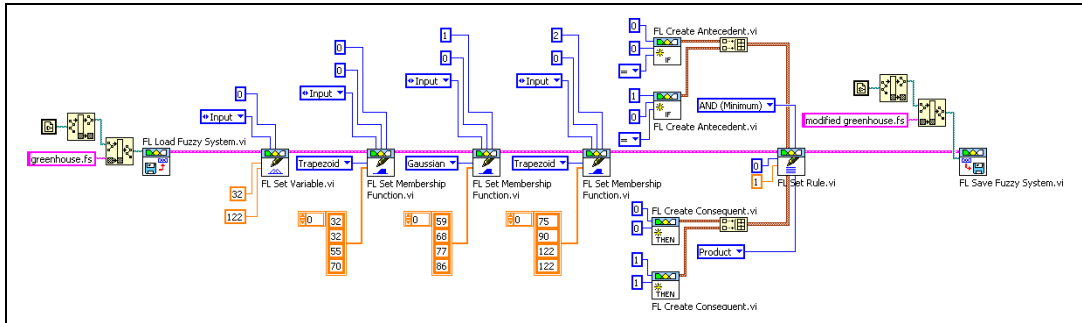 0
1
2
0
FL Create Antecedent.vi
0
0
0
0
IF
=
0
0
Input
Input
Input
1
0
Input
AND (Minimum)
IF
modified greenhouse.fs
=
FL Create Antecedent.vi
FL Load Fuzzy System.vi
greenhouse.fs
Trapezoid
Gaussian
Trapezoid
0
FL Set Variable.vi
FL Set Membership Function.vi
FL Set Membership Function.vi
FL Set Membership Function.vi
1
FL Set Rule.vi
FL Save Fuzzy System.vi
32
122
0
32
32
55
70
0
59
68
77
86
0
75
90
122
122
FL Create Consequent.vi
0
0
THEN
Product
1
1
THEN
FL Create Consequent.vi